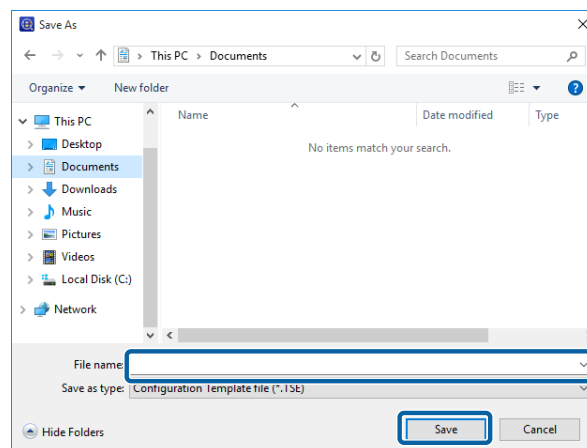 Save As
This PC > Documents
Search Documents
Organize
New folder
Name
Date modified
Type
This PC
No items match your search.
Desktop
Documents
Downloads
Music
Pictures
Videos
Local Disk (C:)
Network
File name:
Save as type: Configuration Template file (*.TSE)
Hide Folders
Save
Cancel